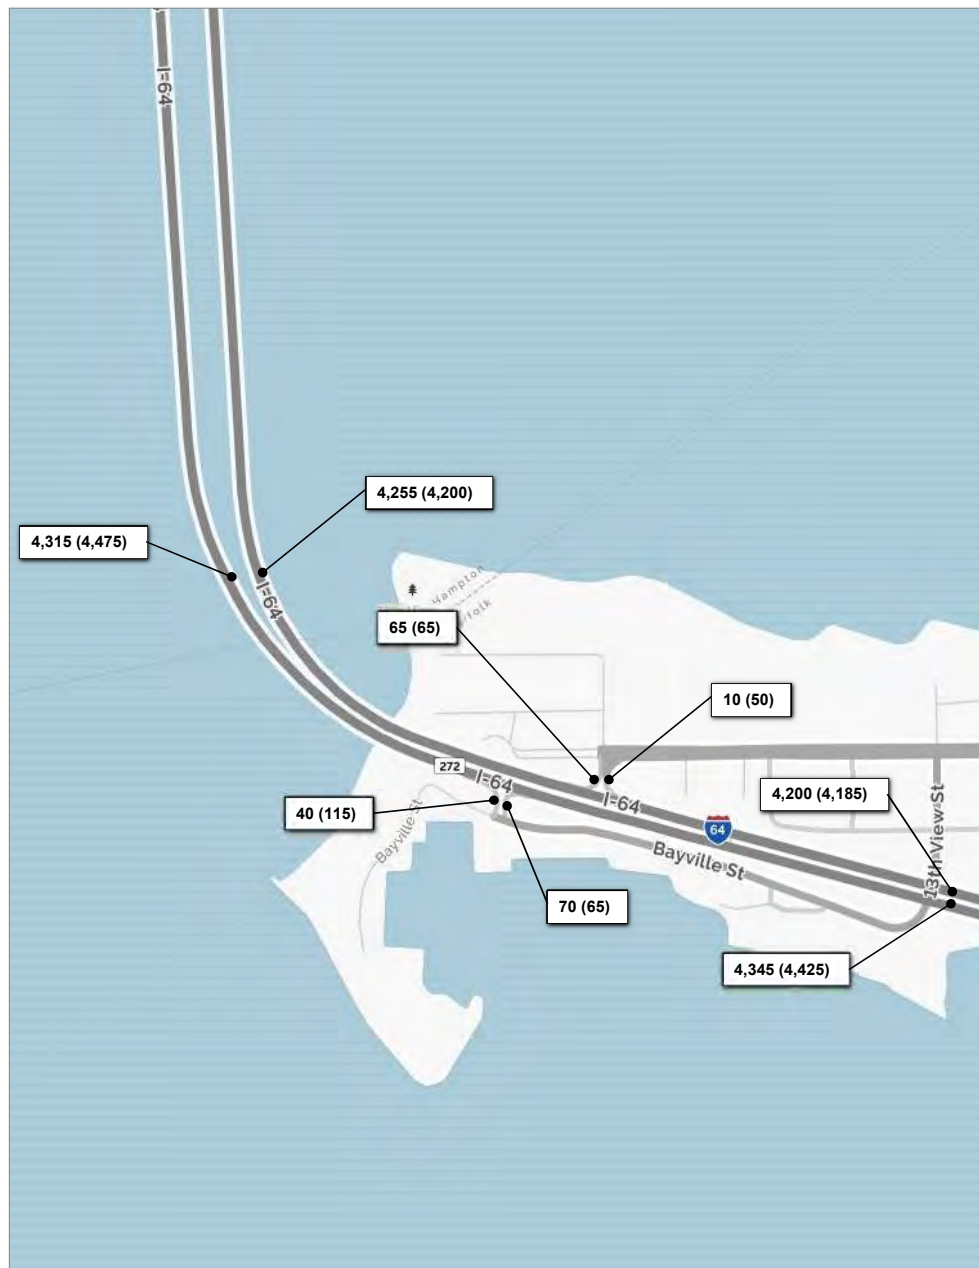 I-64
4,255 (4,200)
4,315 (4,475)
I-64
Hampton
65 (65)
10 (50)
272
I-64
I-64
4,200 (4,185)
40 (115)
64
Bayville St
Bayville St
13th View St
70 (65)
4,345 (4,425)